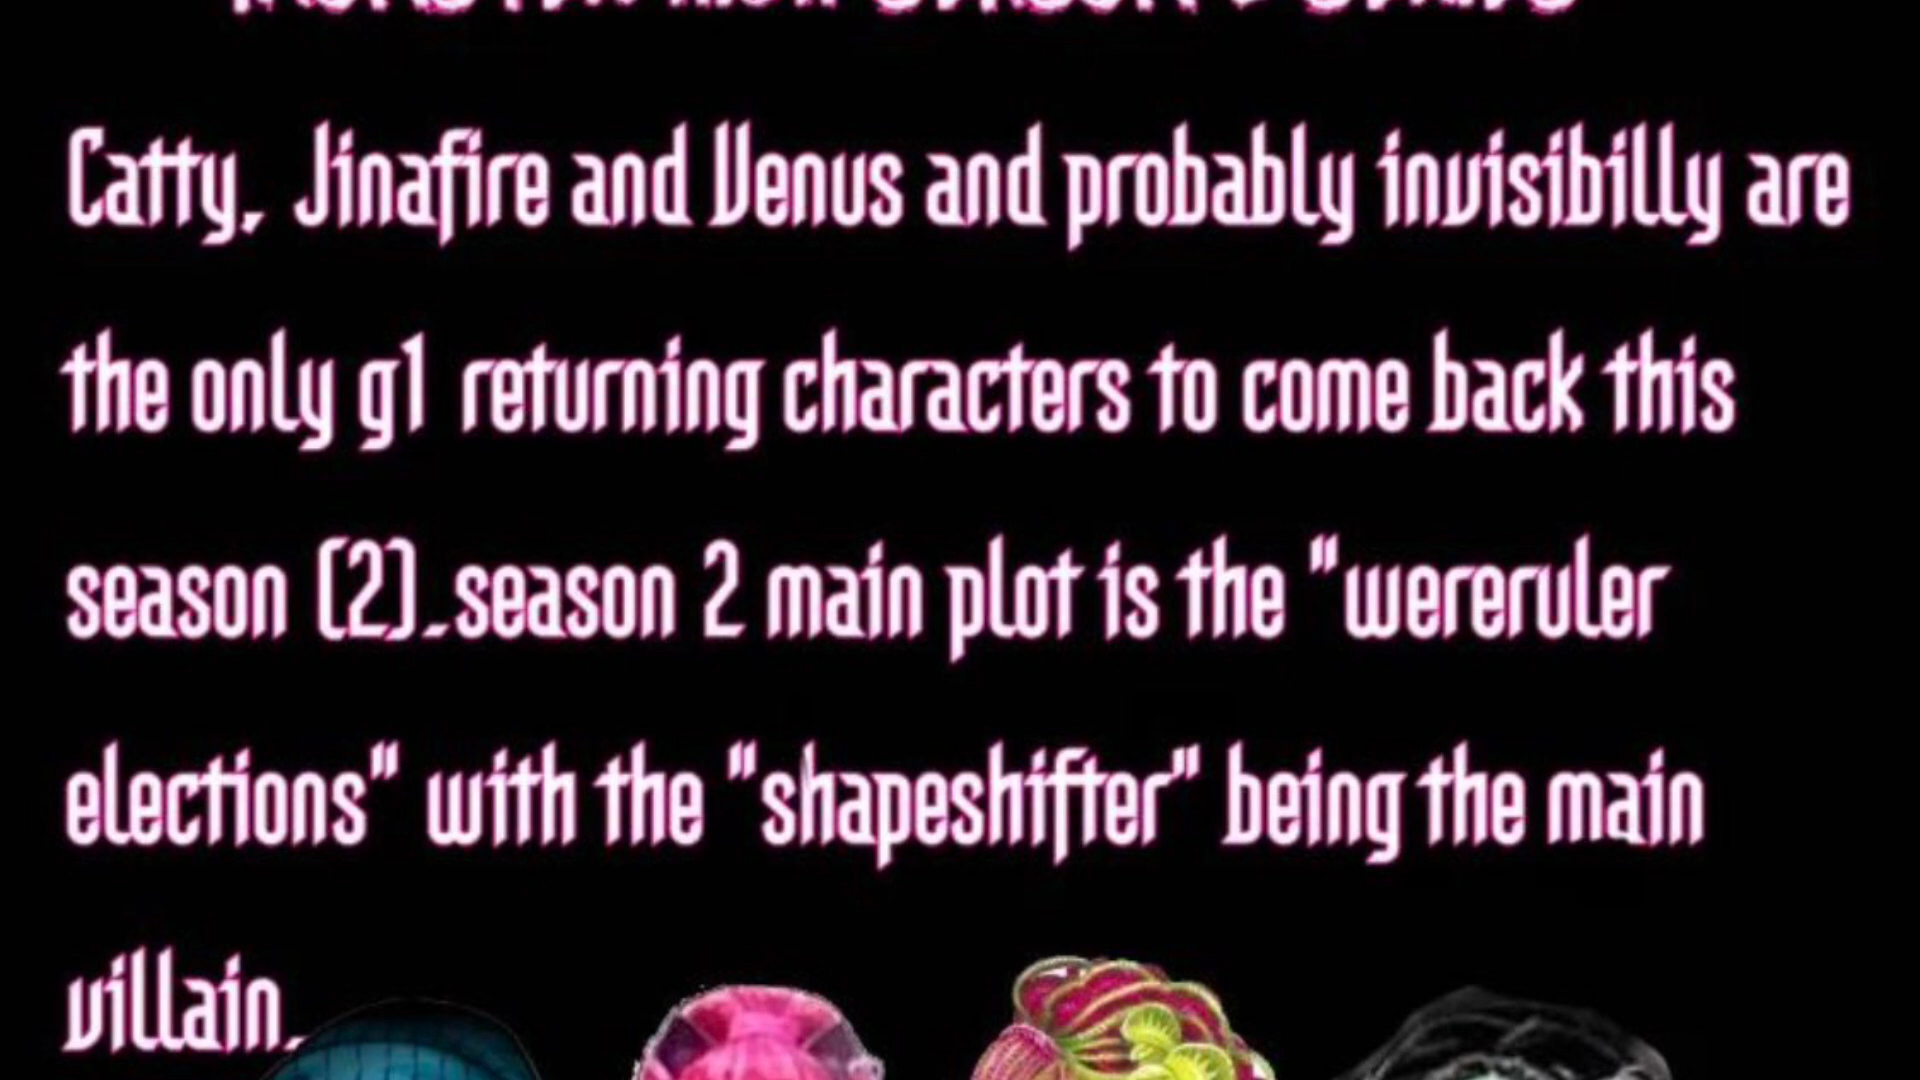 Catty, Jinafire and Venus and probably invisibilly are
the only g1 returning characters to come back this
season (2).season 2 main plot is the "wereruler
elections" with the "shapeshifter" being the main
villain.